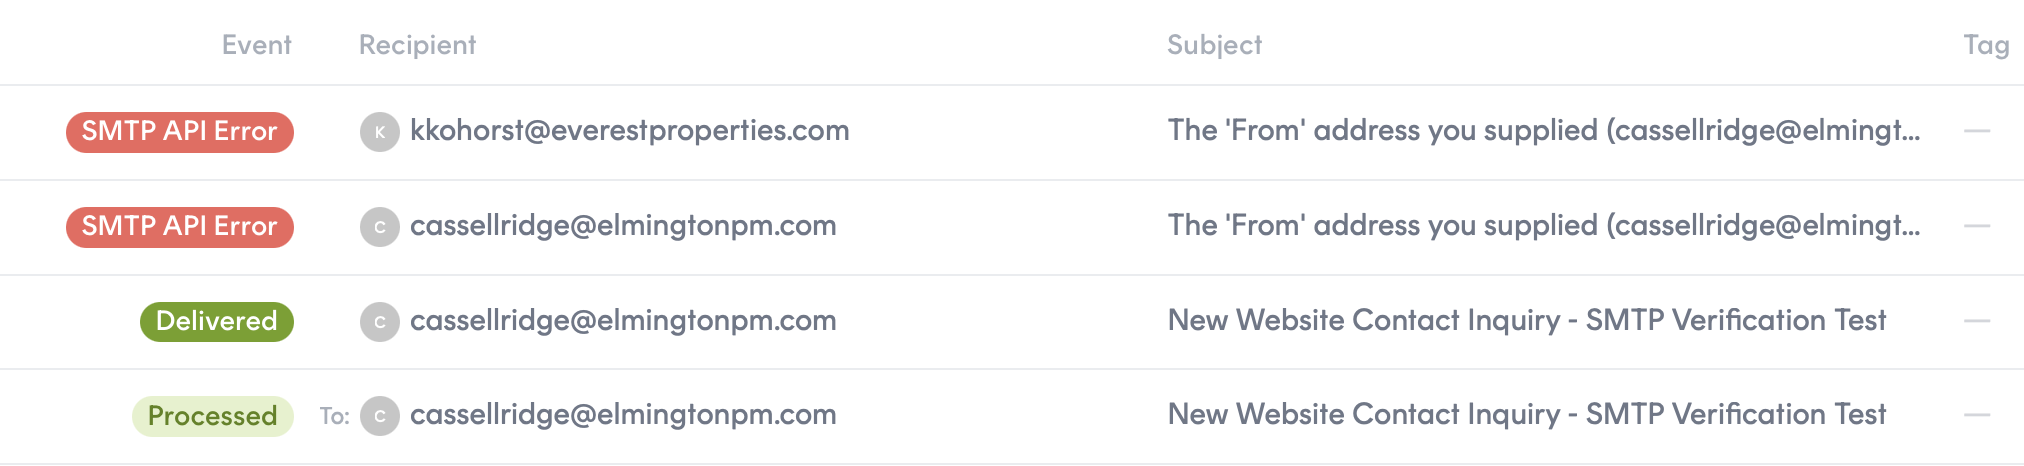 Event Recipient Subject Tag
SMTP API Error K kkohorst@everestproperties.com The 'From' address you supplied (cassellridge@elmingt... —
SMTP API Error C cassellridge@elmingtonpm.com The 'From' address you supplied (cassellridge@elmingt... —
Delivered C cassellridge@elmingtonpm.com New Website Contact Inquiry - SMTP Verification Test —
Processed To: C cassellridge@elmingtonpm.com New Website Contact Inquiry - SMTP Verification Test —